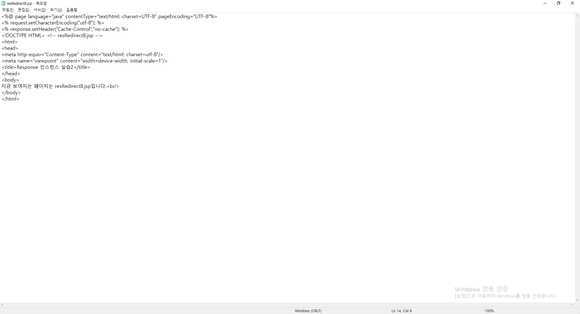 resRedirectB.jsp - 메모장
파일(F) 편집(E) 서식(O) 보기(V) 도움말
<%@ page language="java" contentType="text/html; charset=UTF-8" pageEncoding="UTF-8"%>
<% request.setCharacterEncoding("utf-8"); %>
<% response.setHeader("Cache-Control","no-cache"); %>
<!DOCTYPE HTML> <!-- resRedirectB.jsp -->
<html>
<head>
<meta http-equiv="Content-Type" content="text/html; charset=utf-8"/>
<meta name="viewpoint" content="width=device-width, initial-scale=1"/>
<title>Response 인스턴스 실습2</title>
</head>
<body>
지금 보여지는 페이지는 resRedirectB.jsp입니다.<br/>
</body>
</html>
Windows 정품 인증
[설정]으로 이동하여 Windows를 정품 인증합니다.
Windows (CRLF) Ln 14, Col 8 100%